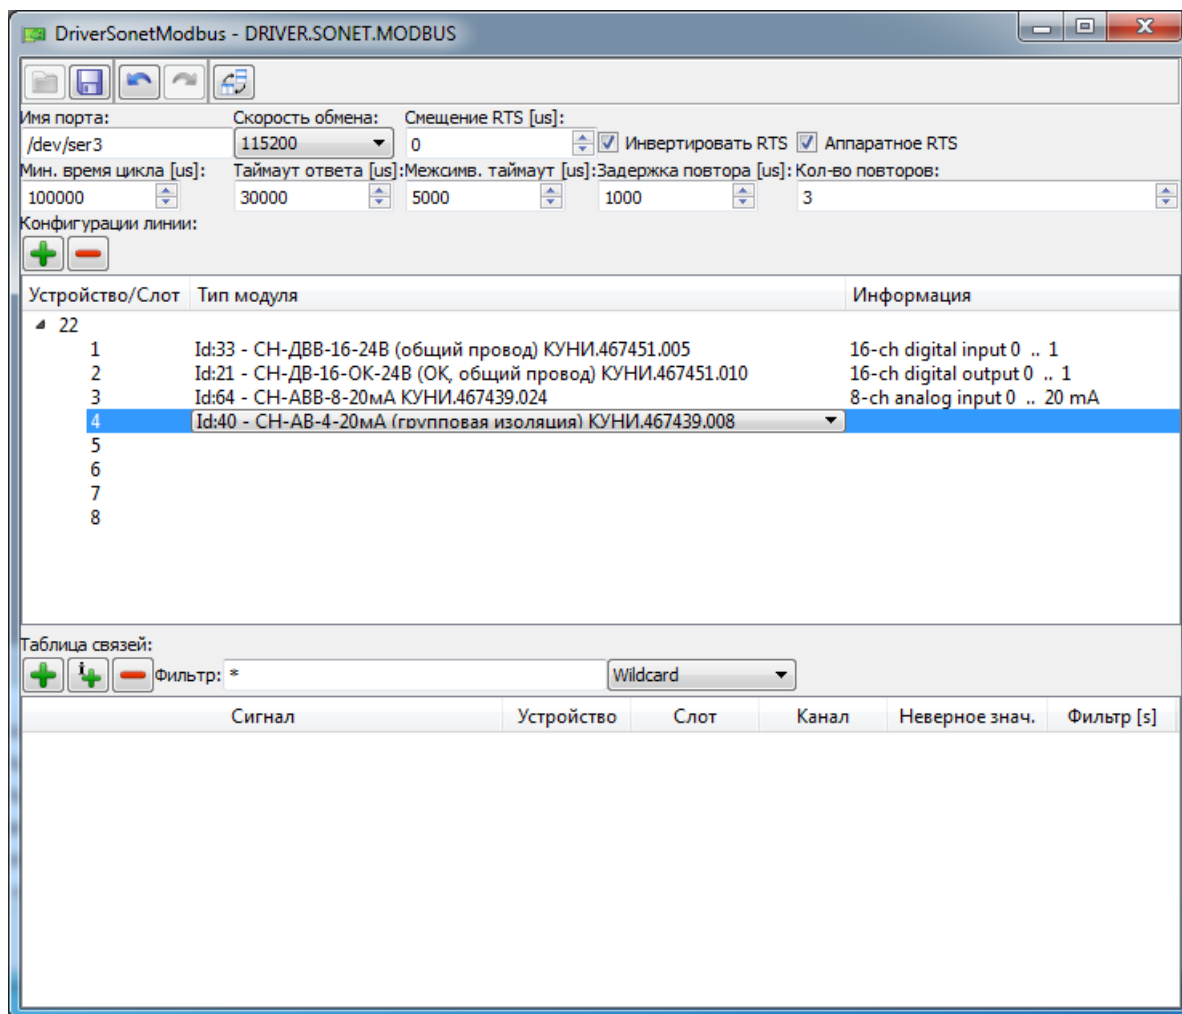 DriverSonetModbus - DRIVER.SONET.MODBUS
Имя порта: Скорость обмена: Смещение RTS [us]:
/dev/ser3 115200 0 Инвертировать RTS Аппаратное RTS
Мин. время цикла [us]: Таймаут ответа [us]: Межсимв. таймаут [us]: Задержка повтора [us]: Кол-во повторов:
100000 30000 5000 1000 3
Конфигурации линии:
Устройство/Слот Тип модуля Информация
22
1 Id:33 - СН-ДВВ-16-24В (общий провод) КУНИ.467451.005 16-ch digital input 0 .. 1
2 Id:21 - СН-ДВ-16-ОК-24В (ОК, общий провод) КУНИ.467451.010 16-ch digital output 0 .. 1
3 Id:64 - СН-АВВ-8-20мА КУНИ.467439.024 8-ch analog input 0 .. 20 mA
4 Id:40 - СН-АВ-4-20мА (групповая изоляция) КУНИ.467439.008
5
6
7
8
Таблица связей:
i Фильтр: * Wildcard
Сигнал Устройство Слот Канал Неверное знач. Фильтр [s]